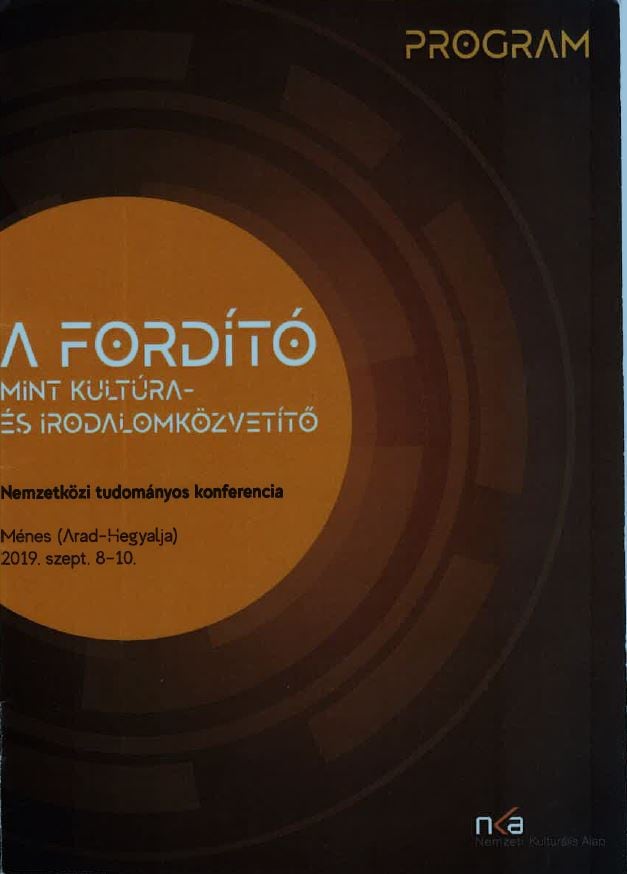 PROGRAM
A FORDÍTÓ
MINT KULTÚRA-
ÉS IRODALOMKÖZVETÍTŐ
Nemzetközi tudományos konferencia
Ménes (Arad-Hegyalja)
2019. szept. 8-10.
nka
Nemzeti Kulturális Alap